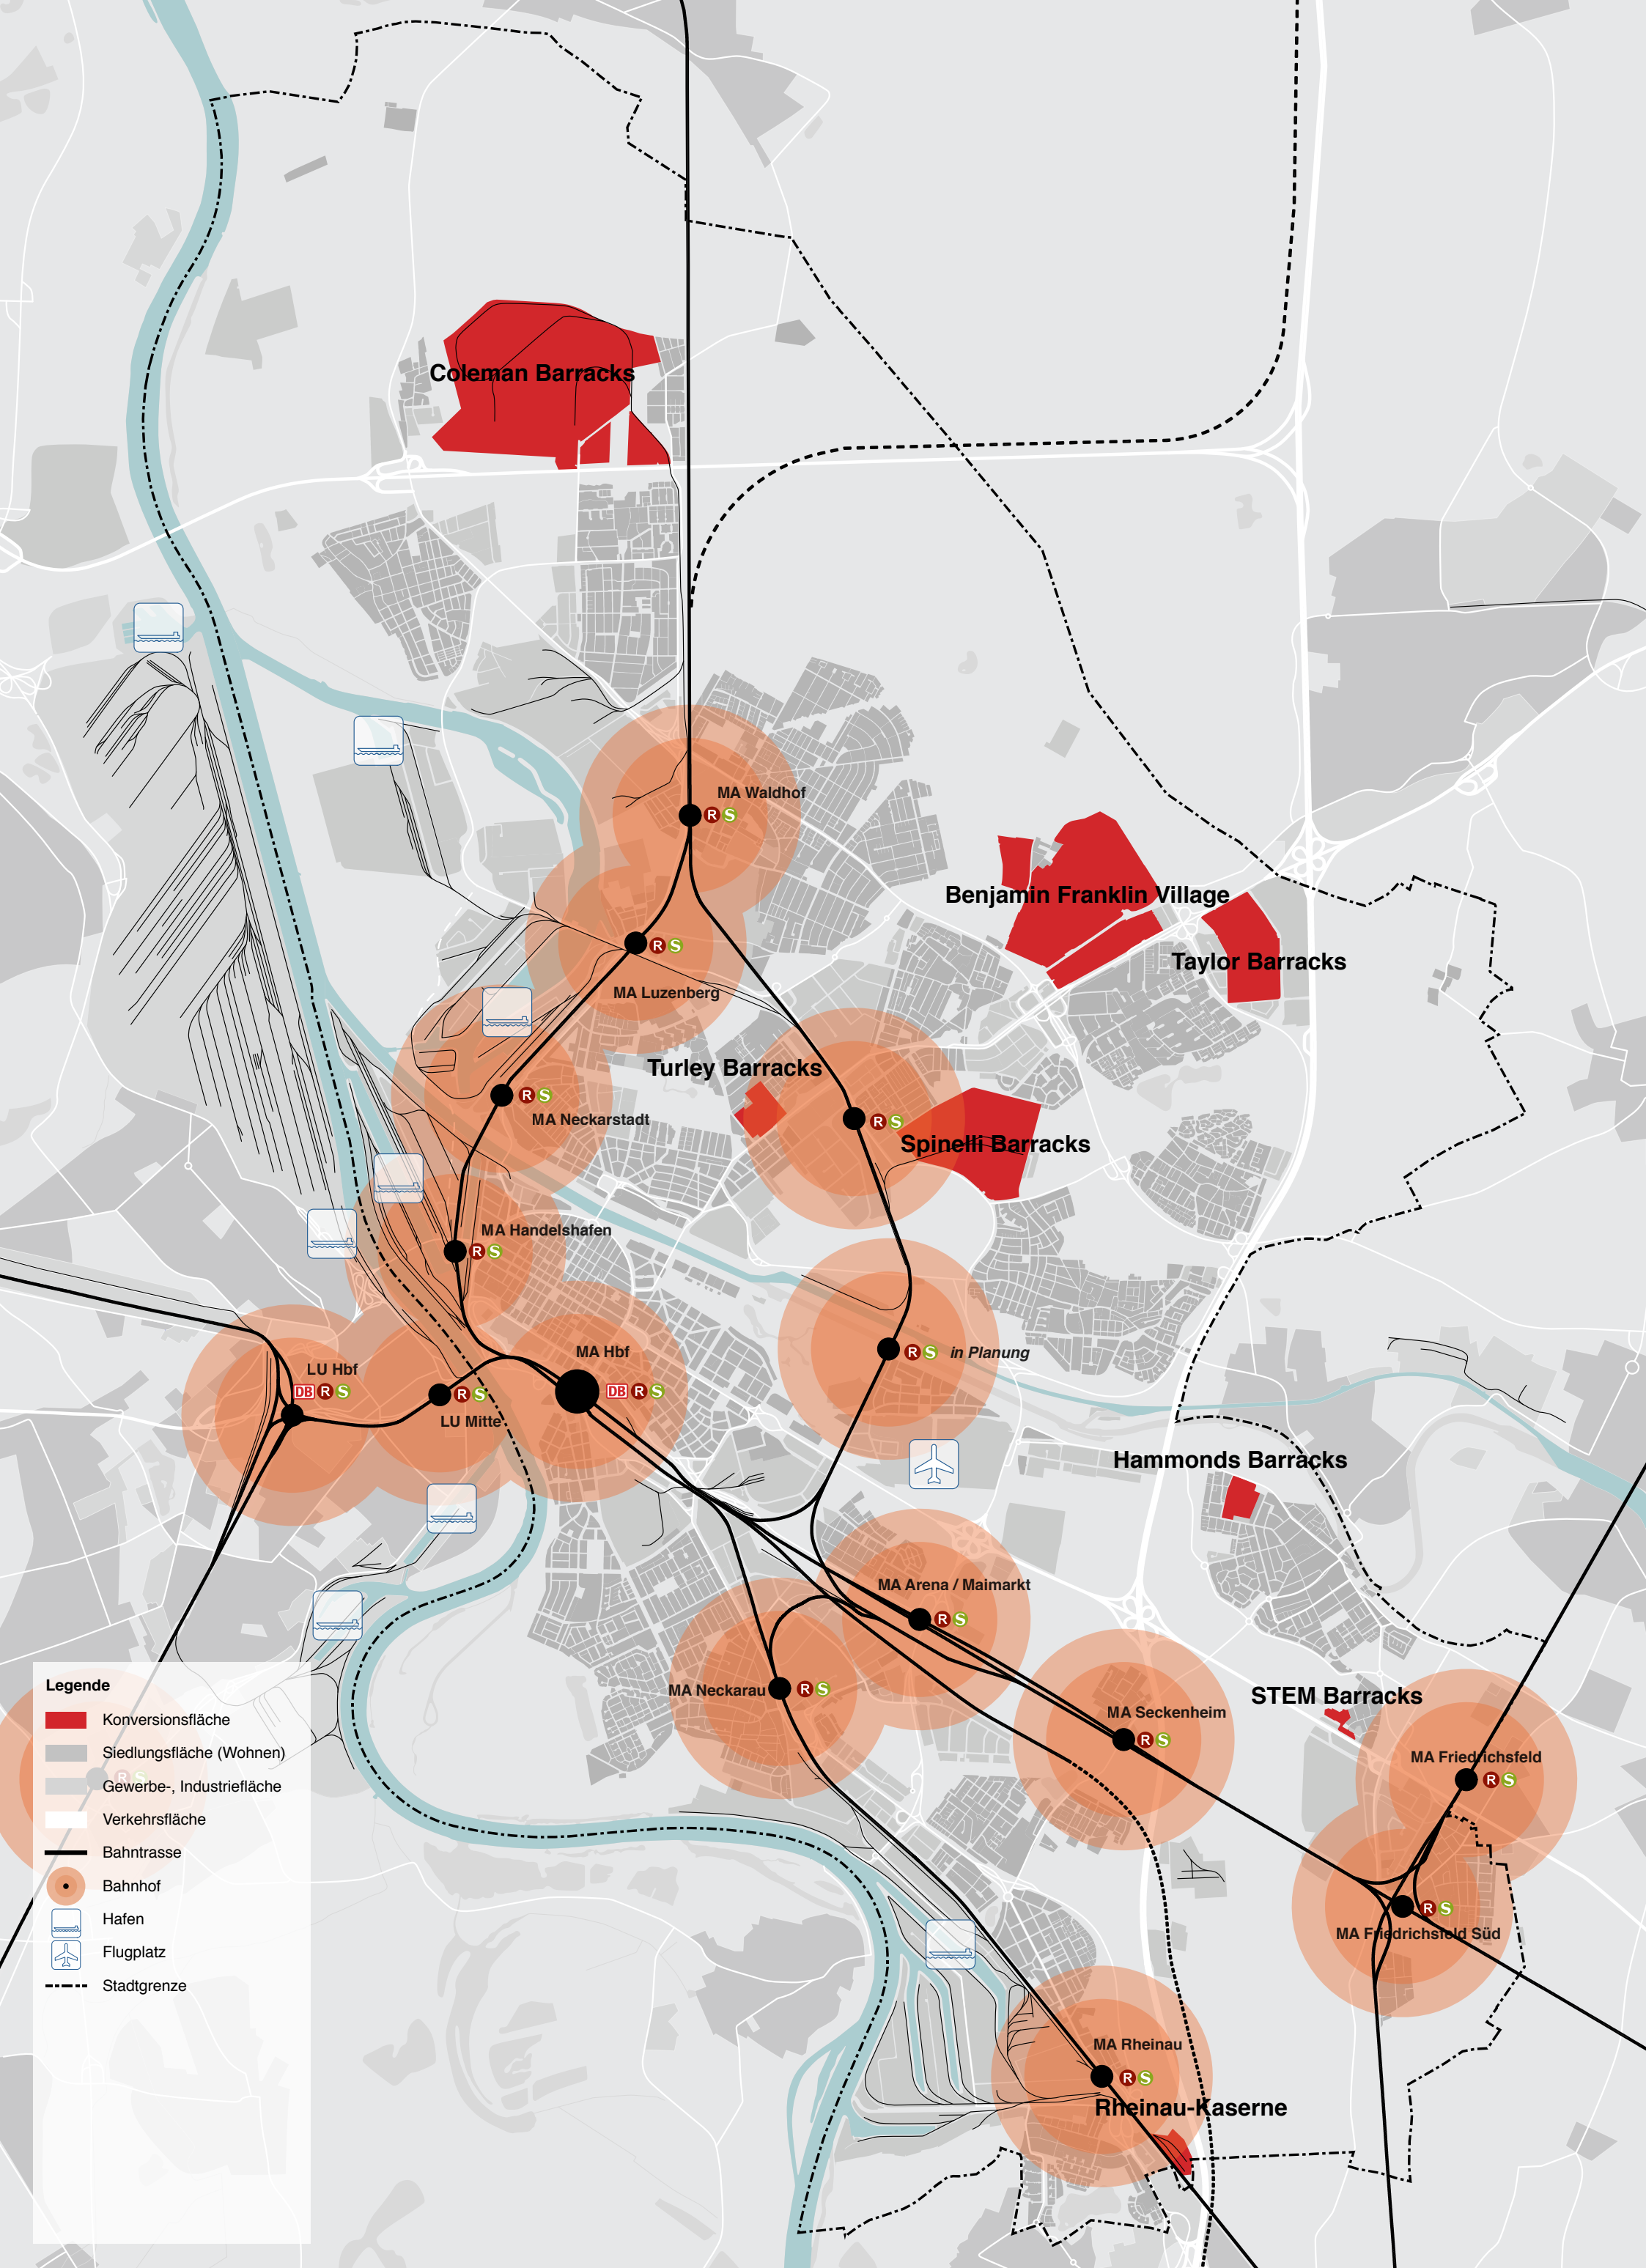 Coleman Barracks
MA Waldhof
R S
Benjamin Franklin Village
R S
Taylor Barracks
MA Luzenberg
Turley Barracks
R S
MA Neckarstadt
R S
Spinelli Barracks
MA Handelshafen
R S
MA Hbf
R S in Planung
LU Hbf
DB R S
R S
DB R S
LU Mitte
Hammonds Barracks
MA Arena / Maimarkt
R S
MA Neckarau R S
STEM Barracks
MA Seckenheim
R S
MA Friedrichsfeld
R S
R S
MA Friedrichsfeld Süd
MA Rheinau
R S
Rheinau-Kaserne
Legende
Konversionsfläche
Siedlungsfläche (Wohnen)
R S
Gewerbe-, Industriefläche
Verkehrsfläche
Bahntrasse
Bahnhof
Hafen
Flugplatz
Stadtgrenze